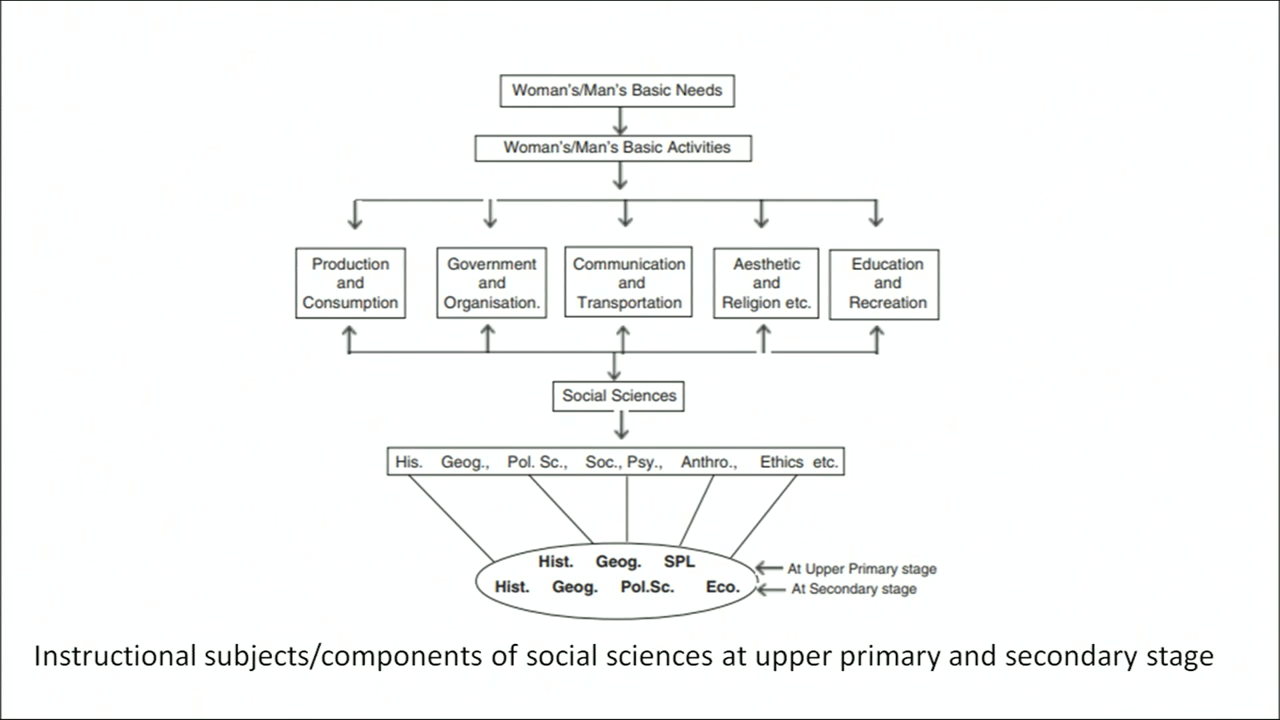 Woman's/Man's Basic Needs
Woman's/Man's Basic Activities
Production
and
Consumption
Government
and
Organisation.
Communication
and
Transportation
Aesthetic
and
Religion etc.
Education
and
Recreation
Social Sciences
His. Geog., Pol. Sc., Soc., Psy., Anthro., Ethics etc.
Hist. Geog. SPL
At Upper Primary stage
Hist. Geog. Pol.Sc. Eco.
At Secondary stage
Instructional subjects/components of social sciences at upper primary and secondary stage